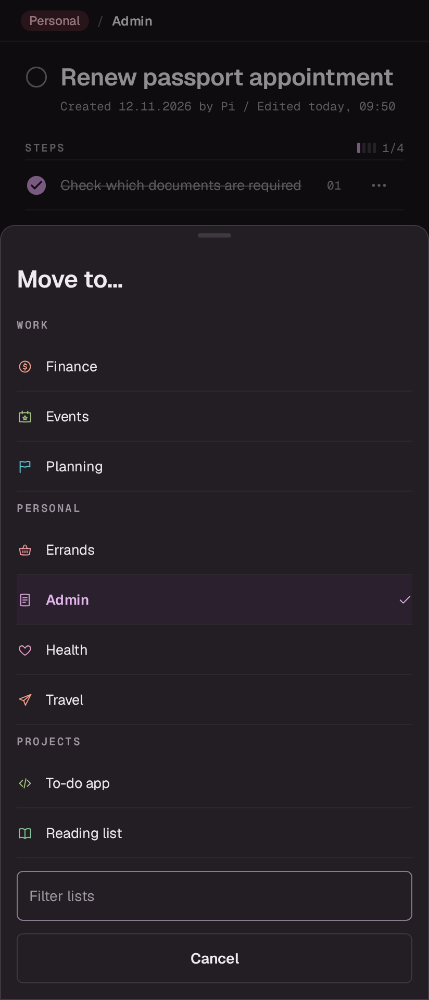 Personal / Admin
Renew passport appointment
Created 12.11.2026 by Pi / Edited today, 09:50
STEPS 1/4
Check which documents are required 01
Move to...
WORK
Finance
Events
Planning
PERSONAL
Errands
Admin
Health
Travel
PROJECTS
To-do app
Reading list
Filter lists
Cancel